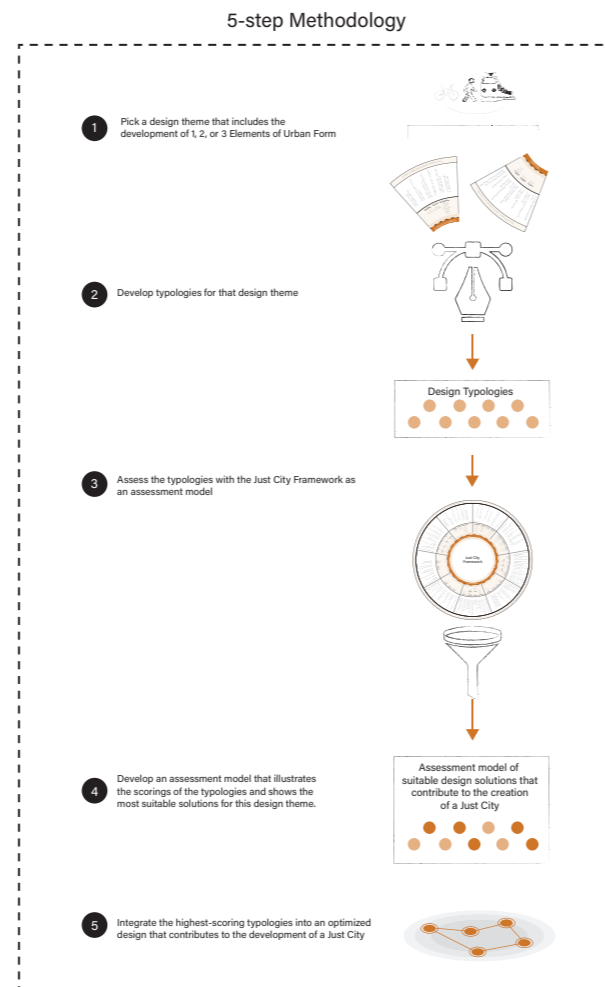 5-step Methodology
1
Pick a design theme that includes the
development of 1, 2, or 3 Elements of Urban Form
2
Develop typologies for that design theme
Design Typologies
3
Assess the typologies with the Just City Framework as
an assessment model
Just City
Framework
4
Develop an assessment model that illustrates
the scorings of the typologies and shows the
most suitable solutions for this design theme.
Assessment model of
suitable design solutions that
contribute to the creation
of a Just City
5
Integrate the highest-scoring typologies into an optimized
design that contributes to the development of a Just City